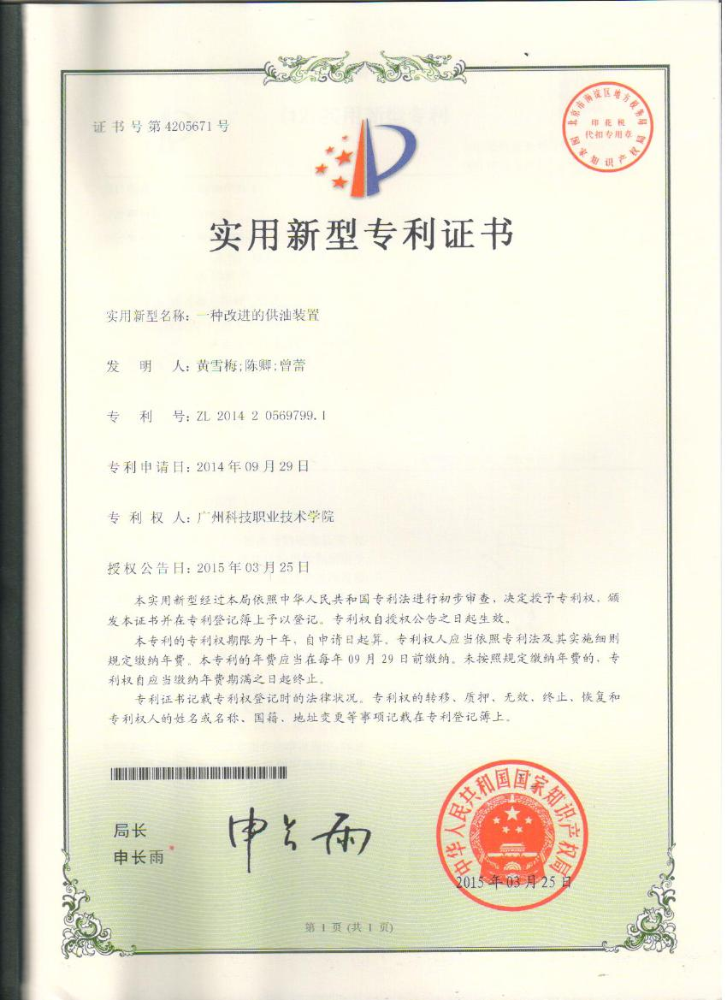 证书号第4205671号
北京市海淀区地方税务局
印花税
代扣专用章
国家知识产权局
实用新型专利证书
实用新型名称：一种改进的供油装置
发明人：黄雪梅;陈卿;曾蕾
专利号：ZL 2014 2 0569799.1
专利申请日：2014年09月29日
专利权人：广州科技职业技术学院
授权公告日：2015年03月25日
本实用新型经过本局依照中华人民共和国专利法进行初步审查，决定授予专利权，颁
发本证书并在专利登记簿上予以登记。专利权自授权公告之日起生效。
本专利的专利权期限为十年，自申请日起算。专利权人应当依照专利法及其实施细则
规定缴纳年费。本专利的年费应当在每年09月29日前缴纳。未按照规定缴纳年费的，专
利权自应当缴纳年费期满之日起终止。
专利证书记载专利权登记时的法律状况。专利权的转移、质押、无效、终止、恢复和
专利权人的姓名或名称、国籍、地址变更等事项记载在专利登记簿上。
局长
申长雨
申长雨
中华人民共和国国家知识产权局
2015年03月25日
第1页(共1页)